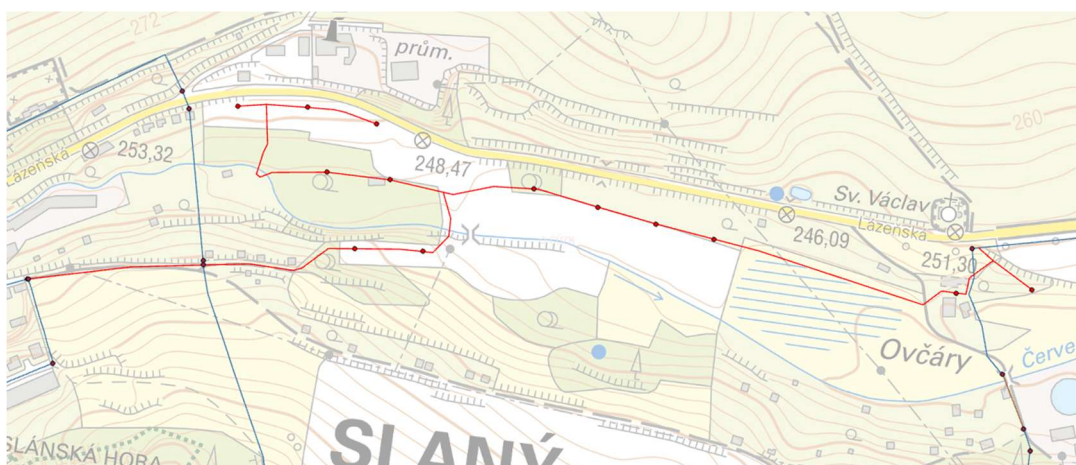 272
prům.
253,32
Lázeňská
248,47
260
Sv. Václav
246,09
Lázeňská
251,30
Ovčáry
Červe
SLANÝ
SLÁNSKÁ HORA